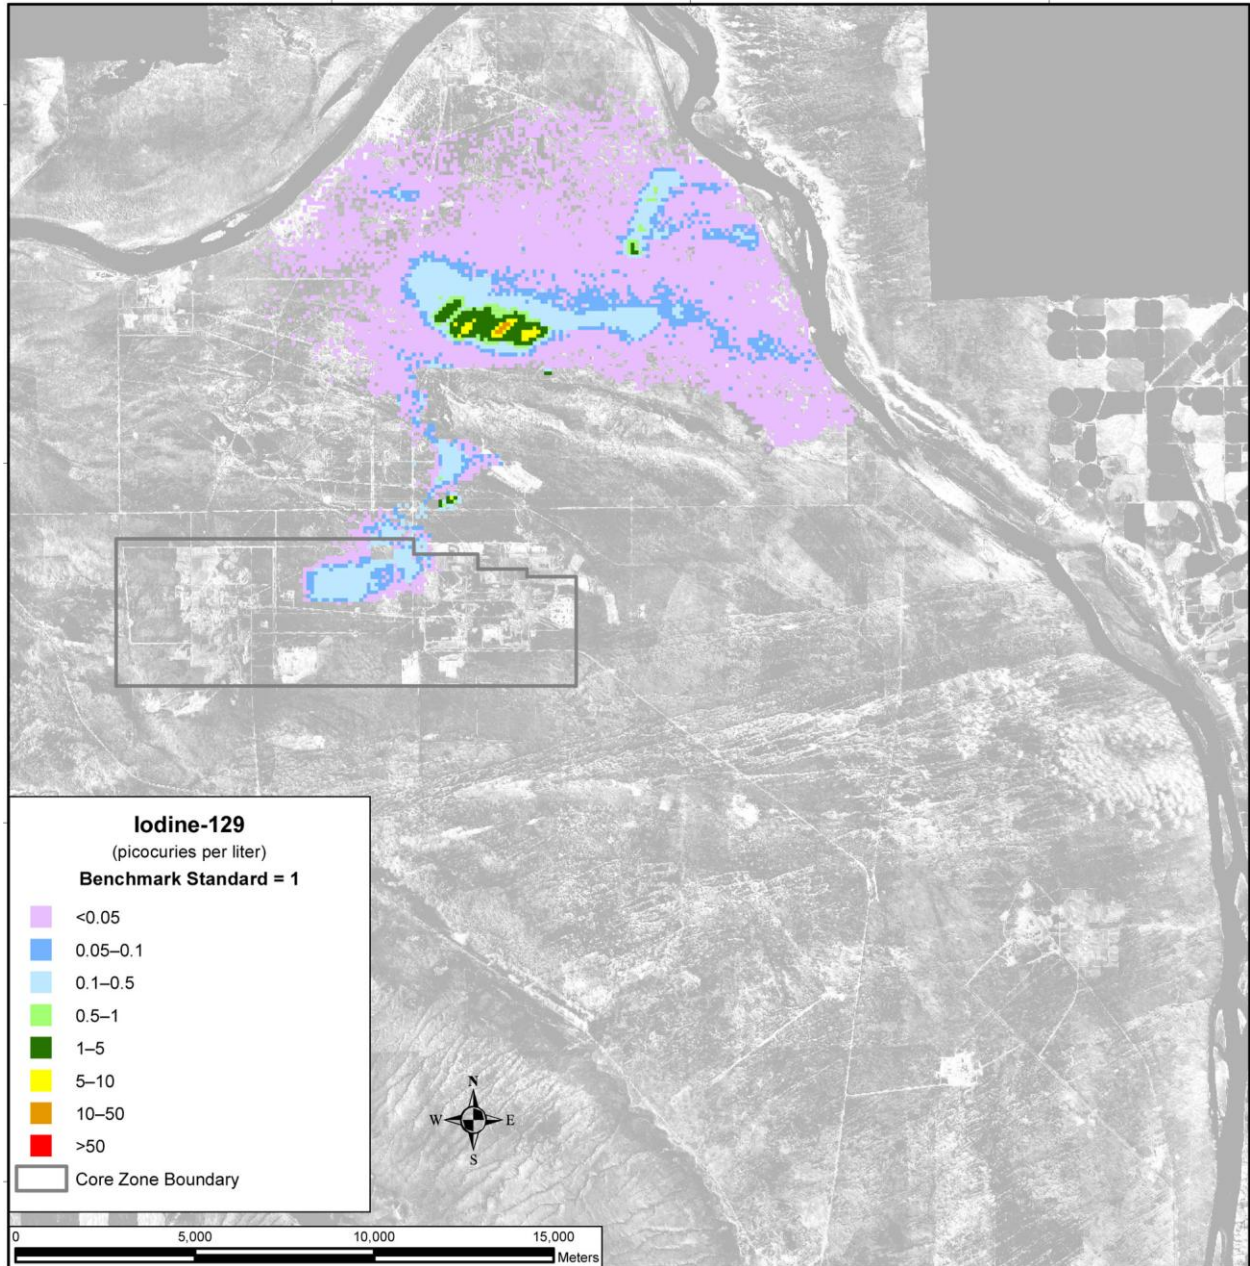 Iodine-129
(picocuries per liter)
Benchmark Standard = 1
<0.05
0.05–0.1
0.1–0.5
0.5–1
1–5
5–10
10–50
>50
Core Zone Boundary
N
W E
S
0 5,000 10,000 15,000
Meters